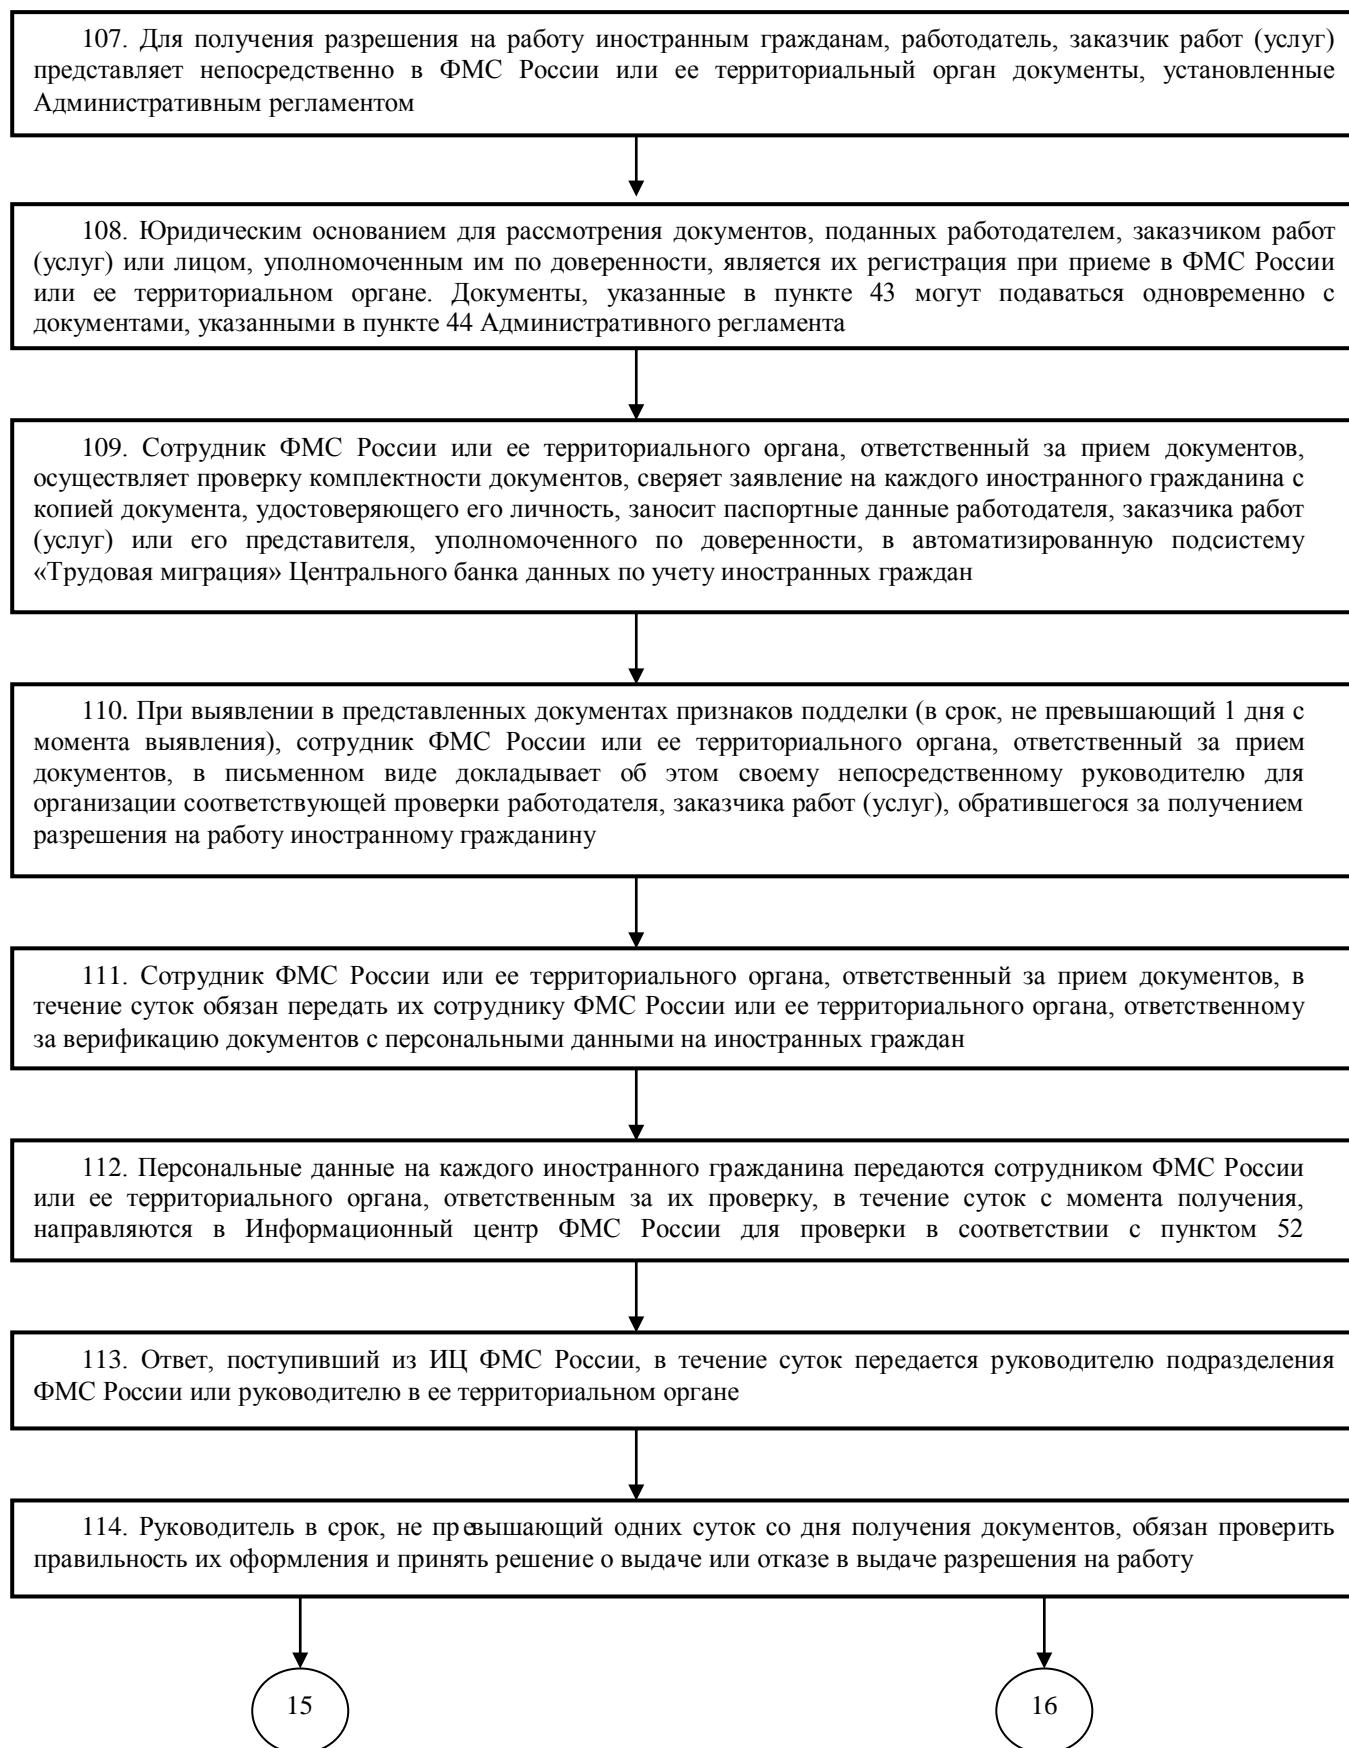 107. Для получения разрешения на работу иностранным гражданам, работодатель, заказчик работ (услуг)
представляет непосредственно в ФМС России или ее территориальный орган документы, установленные
Административным регламентом
108. Юридическим основанием для рассмотрения документов, поданных работодателем, заказчиком работ
(услуг) или лицом, уполномоченным им по доверенности, является их регистрация при приеме в ФМС России
или ее территориальном органе. Документы, указанные в пункте 43 могут подаваться одновременно с
документами, указанными в пункте 44 Административного регламента
109. Сотрудник ФМС России или ее территориального органа, ответственный за прием документов,
осуществляет проверку комплектности документов, сверяет заявление на каждого иностранного гражданина с
копией документа, удостоверяющего его личность, заносит паспортные данные работодателя, заказчика работ
(услуг) или его представителя, уполномоченного по доверенности, в автоматизированную подсистему
«Трудовая миграция» Центрального банка данных по учету иностранных граждан
110. При выявлении в представленных документах признаков подделки (в срок, не превышающий 1 дня с
момента выявления), сотрудник ФМС России или ее территориального органа, ответственный за прием
документов, в письменном виде докладывает об этом своему непосредственному руководителю для
организации соответствующей проверки работодателя, заказчика работ (услуг), обратившегося за получением
разрешения на работу иностранному гражданину
111. Сотрудник ФМС России или ее территориального органа, ответственный за прием документов, в
течение суток обязан передать их сотруднику ФМС России или ее территориального органа, ответственному
за верификацию документов с персональными данными на иностранных граждан
112. Персональные данные на каждого иностранного гражданина передаются сотрудником ФМС России
или ее территориального органа, ответственным за их проверку, в течение суток с момента получения,
направляются в Информационный центр ФМС России для проверки в соответствии с пунктом 52
113. Ответ, поступивший из ИЦ ФМС России, в течение суток передается руководителю подразделения
ФМС России или руководителю в ее территориальном органе
114. Руководитель в срок, не превышающий одних суток со дня получения документов, обязан проверить
правильность их оформления и принять решение о выдаче или отказе в выдаче разрешения на работу
15
16